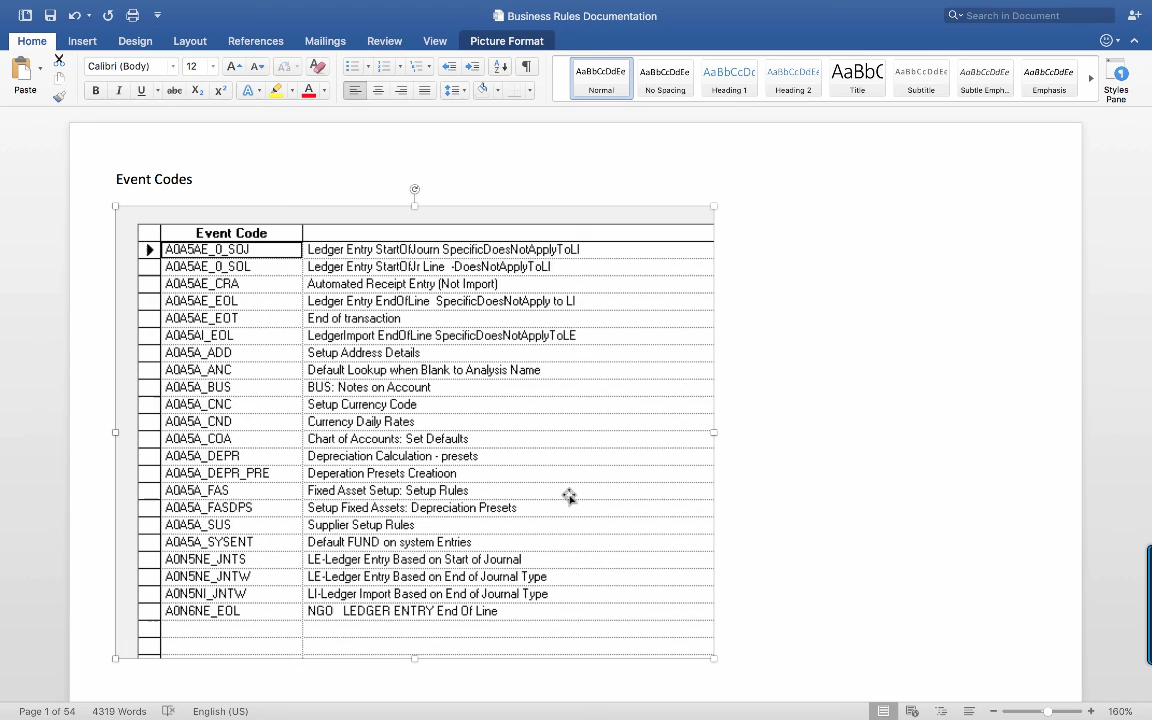 Business Rules Documentation
Search in Document
Home Insert Design Layout References Mailings Review View Picture Format
Paste
Calibri (Body) 12
B I U abc X2 X2 A A
AaBbCcDdEe AaBbCcDdEe AaBbCcDc AaBbCcDdEe AaBbC AaBbCcDdEe AaBbCcDdEe AaBbCcDdEe
Normal No Spacing Heading 1 Heading 2 Title Subtitle Subtle Emph... Emphasis
Styles Pane
Event Codes
Event Code
A0A5AE_0_SOJ Ledger Entry StartOfJourn SpecificDoesNotApplyToLI
A0A5AE_0_SOL Ledger Entry StartOfJr Line -DoesNotApplyToLI
A0A5AE_CRA Automated Receipt Entry (Not Import)
A0A5AE_EOL Ledger Entry EndOfLine SpecificDoesNotApply to LI
A0A5AE_EOT End of transaction
A0A5AI_EOL LedgerImport EndOfLine SpecificDoesNotApplyToLE
A0A5A_ADD Setup Address Details
A0A5A_ANC Default Lookup when Blank to Analysis Name
A0A5A_BUS BUS: Notes on Account
A0A5A_CNC Setup Currency Code
A0A5A_CND Currency Daily Rates
A0A5A_COA Chart of Accounts: Set Defaults
A0A5A_DEPR Depreciation Calculation - presets
A0A5A_DEPR_PRE Deperation Presets Creatioon
A0A5A_FAS Fixed Asset Setup: Setup Rules
A0A5A_FASDPS Setup Fixed Assets: Depreciation Presets
A0A5A_SUS Supplier Setup Rules
A0A5A_SYSENT Default FUND on system Entries
A0N5NE_JNTS LE-Ledger Entry Based on Start of Journal
A0N5NE_JNTW LE-Ledger Entry Based on End of Journal Type
A0N5NI_JNTW LI-Ledger Import Based on End of Journal Type
A0N6NE_EOL NGO LEDGER ENTRY End Of Line
Page 1 of 54 4319 Words English (US) 160%